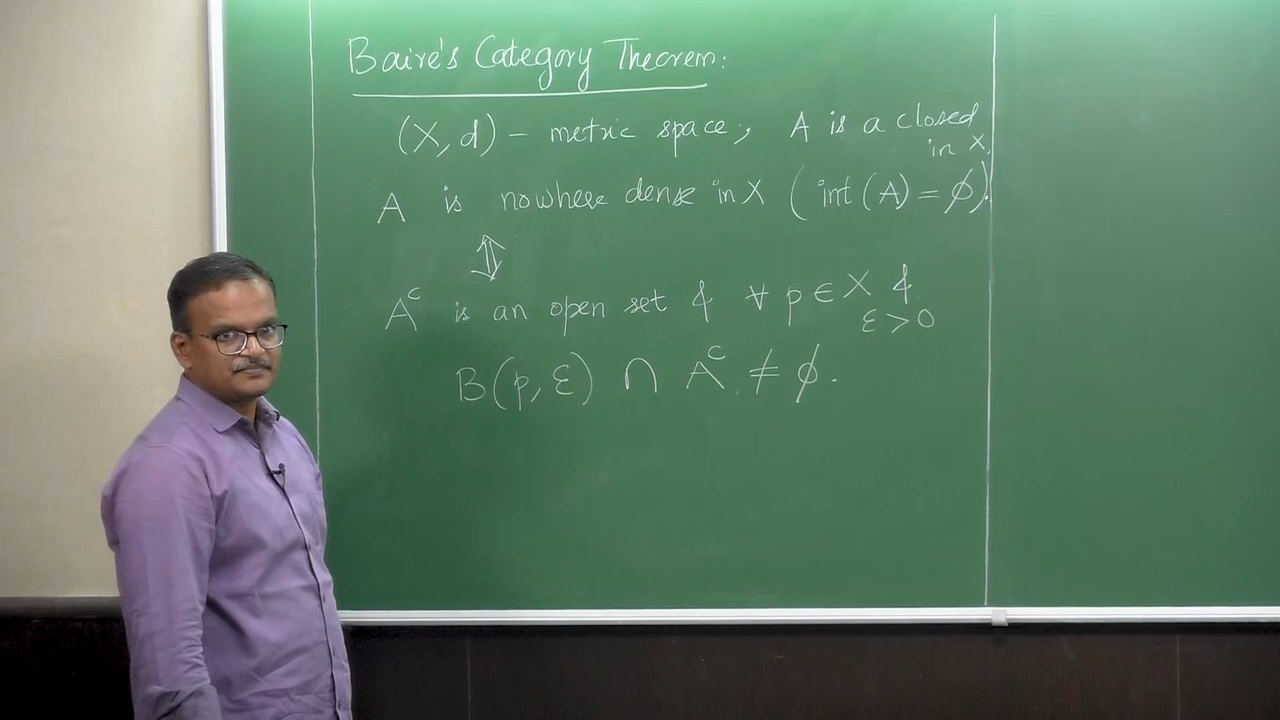 Baire's Category Theorem:
(X, d) - metric space; A is a closed
in X.
A is nowhere dense in X (int(A) = ϕ).
⇕
A^c is an open set & ∀ p ∈ X &
ε > 0
B(p, ε) ∩ A^c ≠ ϕ.